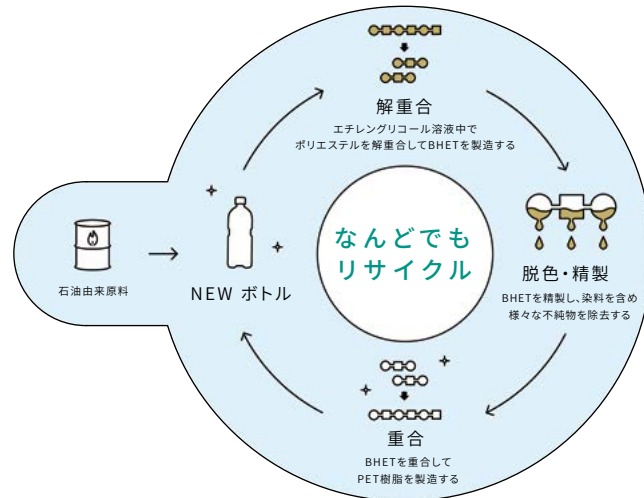 解重合
エチレングリコール溶液中で
ポリエステルを解重合してBHETを製造する
なんどでも
リサイクル
脱色・精製
BHETを精製し、染料を含め
様々な不純物を除去する
石油由来原料
NEW ボトル
重合
BHETを重合して
PET樹脂を製造する